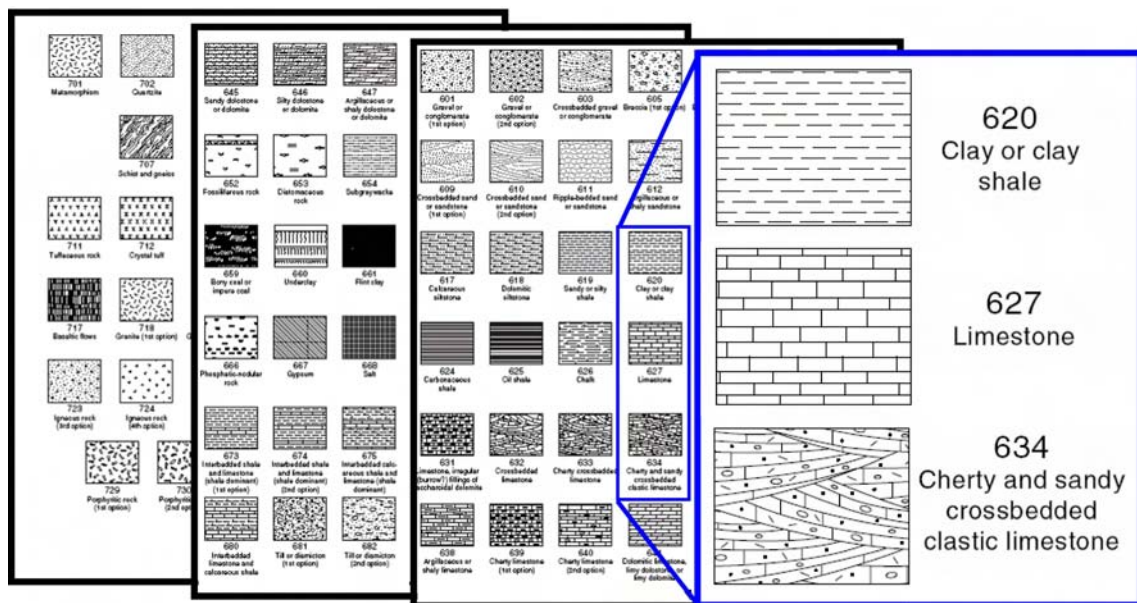 701
Metamorphism
702
Quartzite
707
Schist and gneiss
711
Tuffaceous rock
712
Crystal tuff
717
Basaltic flows
718
Granite (1st option)
723
Igneous rock
(3rd option)
724
Igneous rock
(4th option)
729
Porphyritic rock
(1st option)
730
(2nd
645
Sandy dolostone
or dolomite
646
Silty dolostone
or dolomite
647
Argillaceous or
shaly dolostone
or dolomite
652
Fossiliferous rock
653
Diatomaceous
rock
654
Subgraywacke
659
Bony coal or
impure coal
660
Underclay
661
Flint clay
666
Phosphatic-nodular
rock
667
Gypsum
668
Salt
673
Interbedded shale
and limestone
(shale dominant)
(1st option)
674
Interbedded shale
and limestone
(shale dominant)
(2nd option)
675
Interbedded calc-
areous shale and
limestone (shale
dominant)
680
Interbedded
limestone and
calcareous shale
681
Till or diamicton
(1st option)
682
Till or diamicton
(2nd option)
601
Gravel or
conglomerate
(1st option)
602
Gravel or
conglomerate
(2nd option)
603
Crossbedded gravel
or conglomerate
605
Breccia (1st option)
609
Crossbedded sand
or sandstone
(1st option)
610
Crossbedded sand
or sandstone
(2nd option)
611
Ripple-bedded sand
or sandstone
612
Argillaceous or
shaly sandstone
617
Calcareous
siltstone
618
Dolomitic
siltstone
619
Sandy or silty
shale
620
Clay or clay
shale
624
Carbonaceous
shale
625
Oil shale
626
Chalk
627
Limestone
631
Limestone, irregular
(burrow?) fillings of
saccharoidal dolomite
632
Crossbedded
limestone
633
Cherty crossbedded
limestone
634
Cherty and sandy
crossbedded
clastic limestone
638
Argillaceous or
shaly limestone
639
Cherty limestone
(1st option)
640
Cherty limestone
(2nd option)
Dolomitic limestone,
limy dolostone, or
limy dolomite
620
Clay or clay
shale
627
Limestone
634
Cherty and sandy
crossbedded
clastic limestone